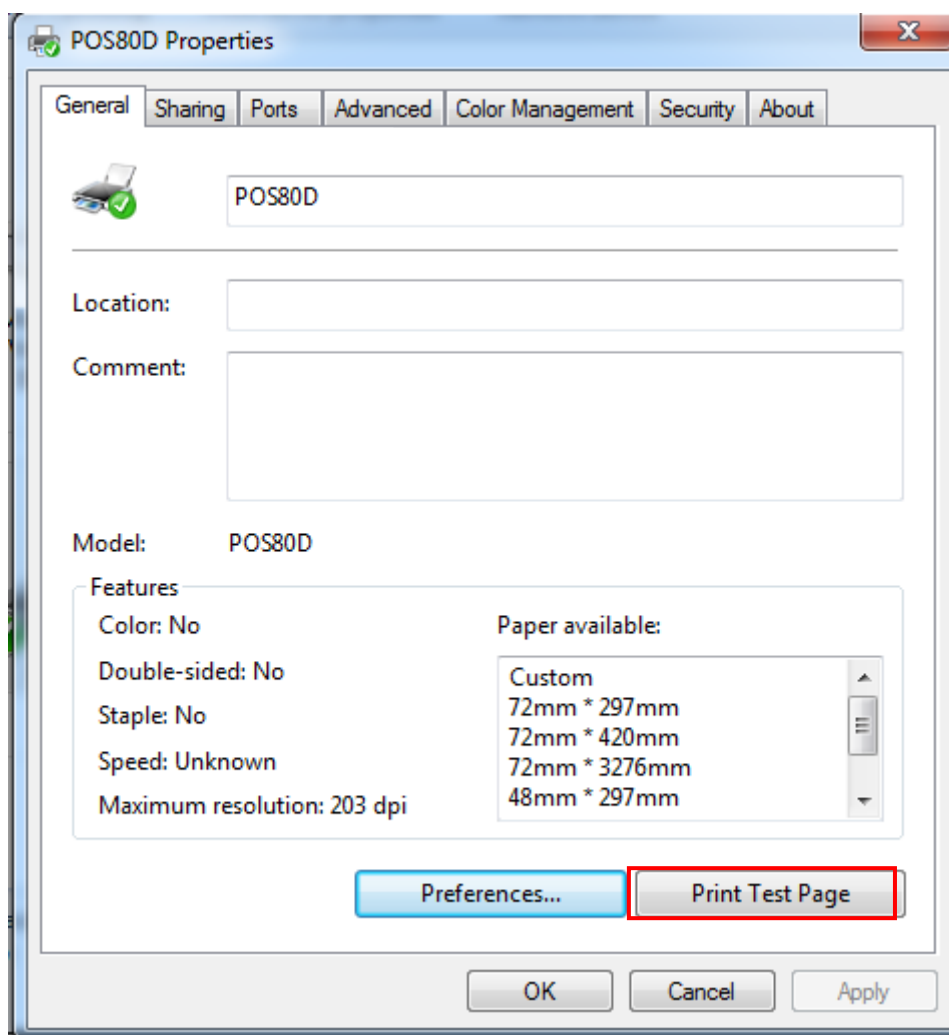 POS80D Properties
General Sharing Ports Advanced Color Management Security About
POS80D
Location:
Comment:
Model: POS80D
Features
Color: No
Double-sided: No
Staple: No
Speed: Unknown
Maximum resolution: 203 dpi
Paper available:
Custom
72mm * 297mm
72mm * 420mm
72mm * 3276mm
48mm * 297mm
Preferences... Print Test Page
OK Cancel Apply